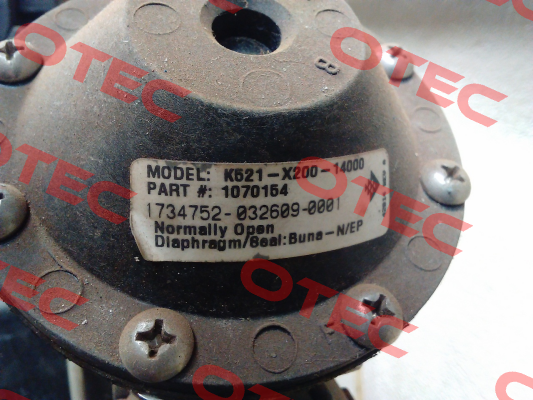 8
MODEL: K521-X200-14000
PART #: 1070154
1734752-032609-0001
Normally Open
Diaphragm/Seal:Buna-N/EP
OTEC
OTEC
OTEC
OTEC
OTEC
OTEC
OTEC
OTEC